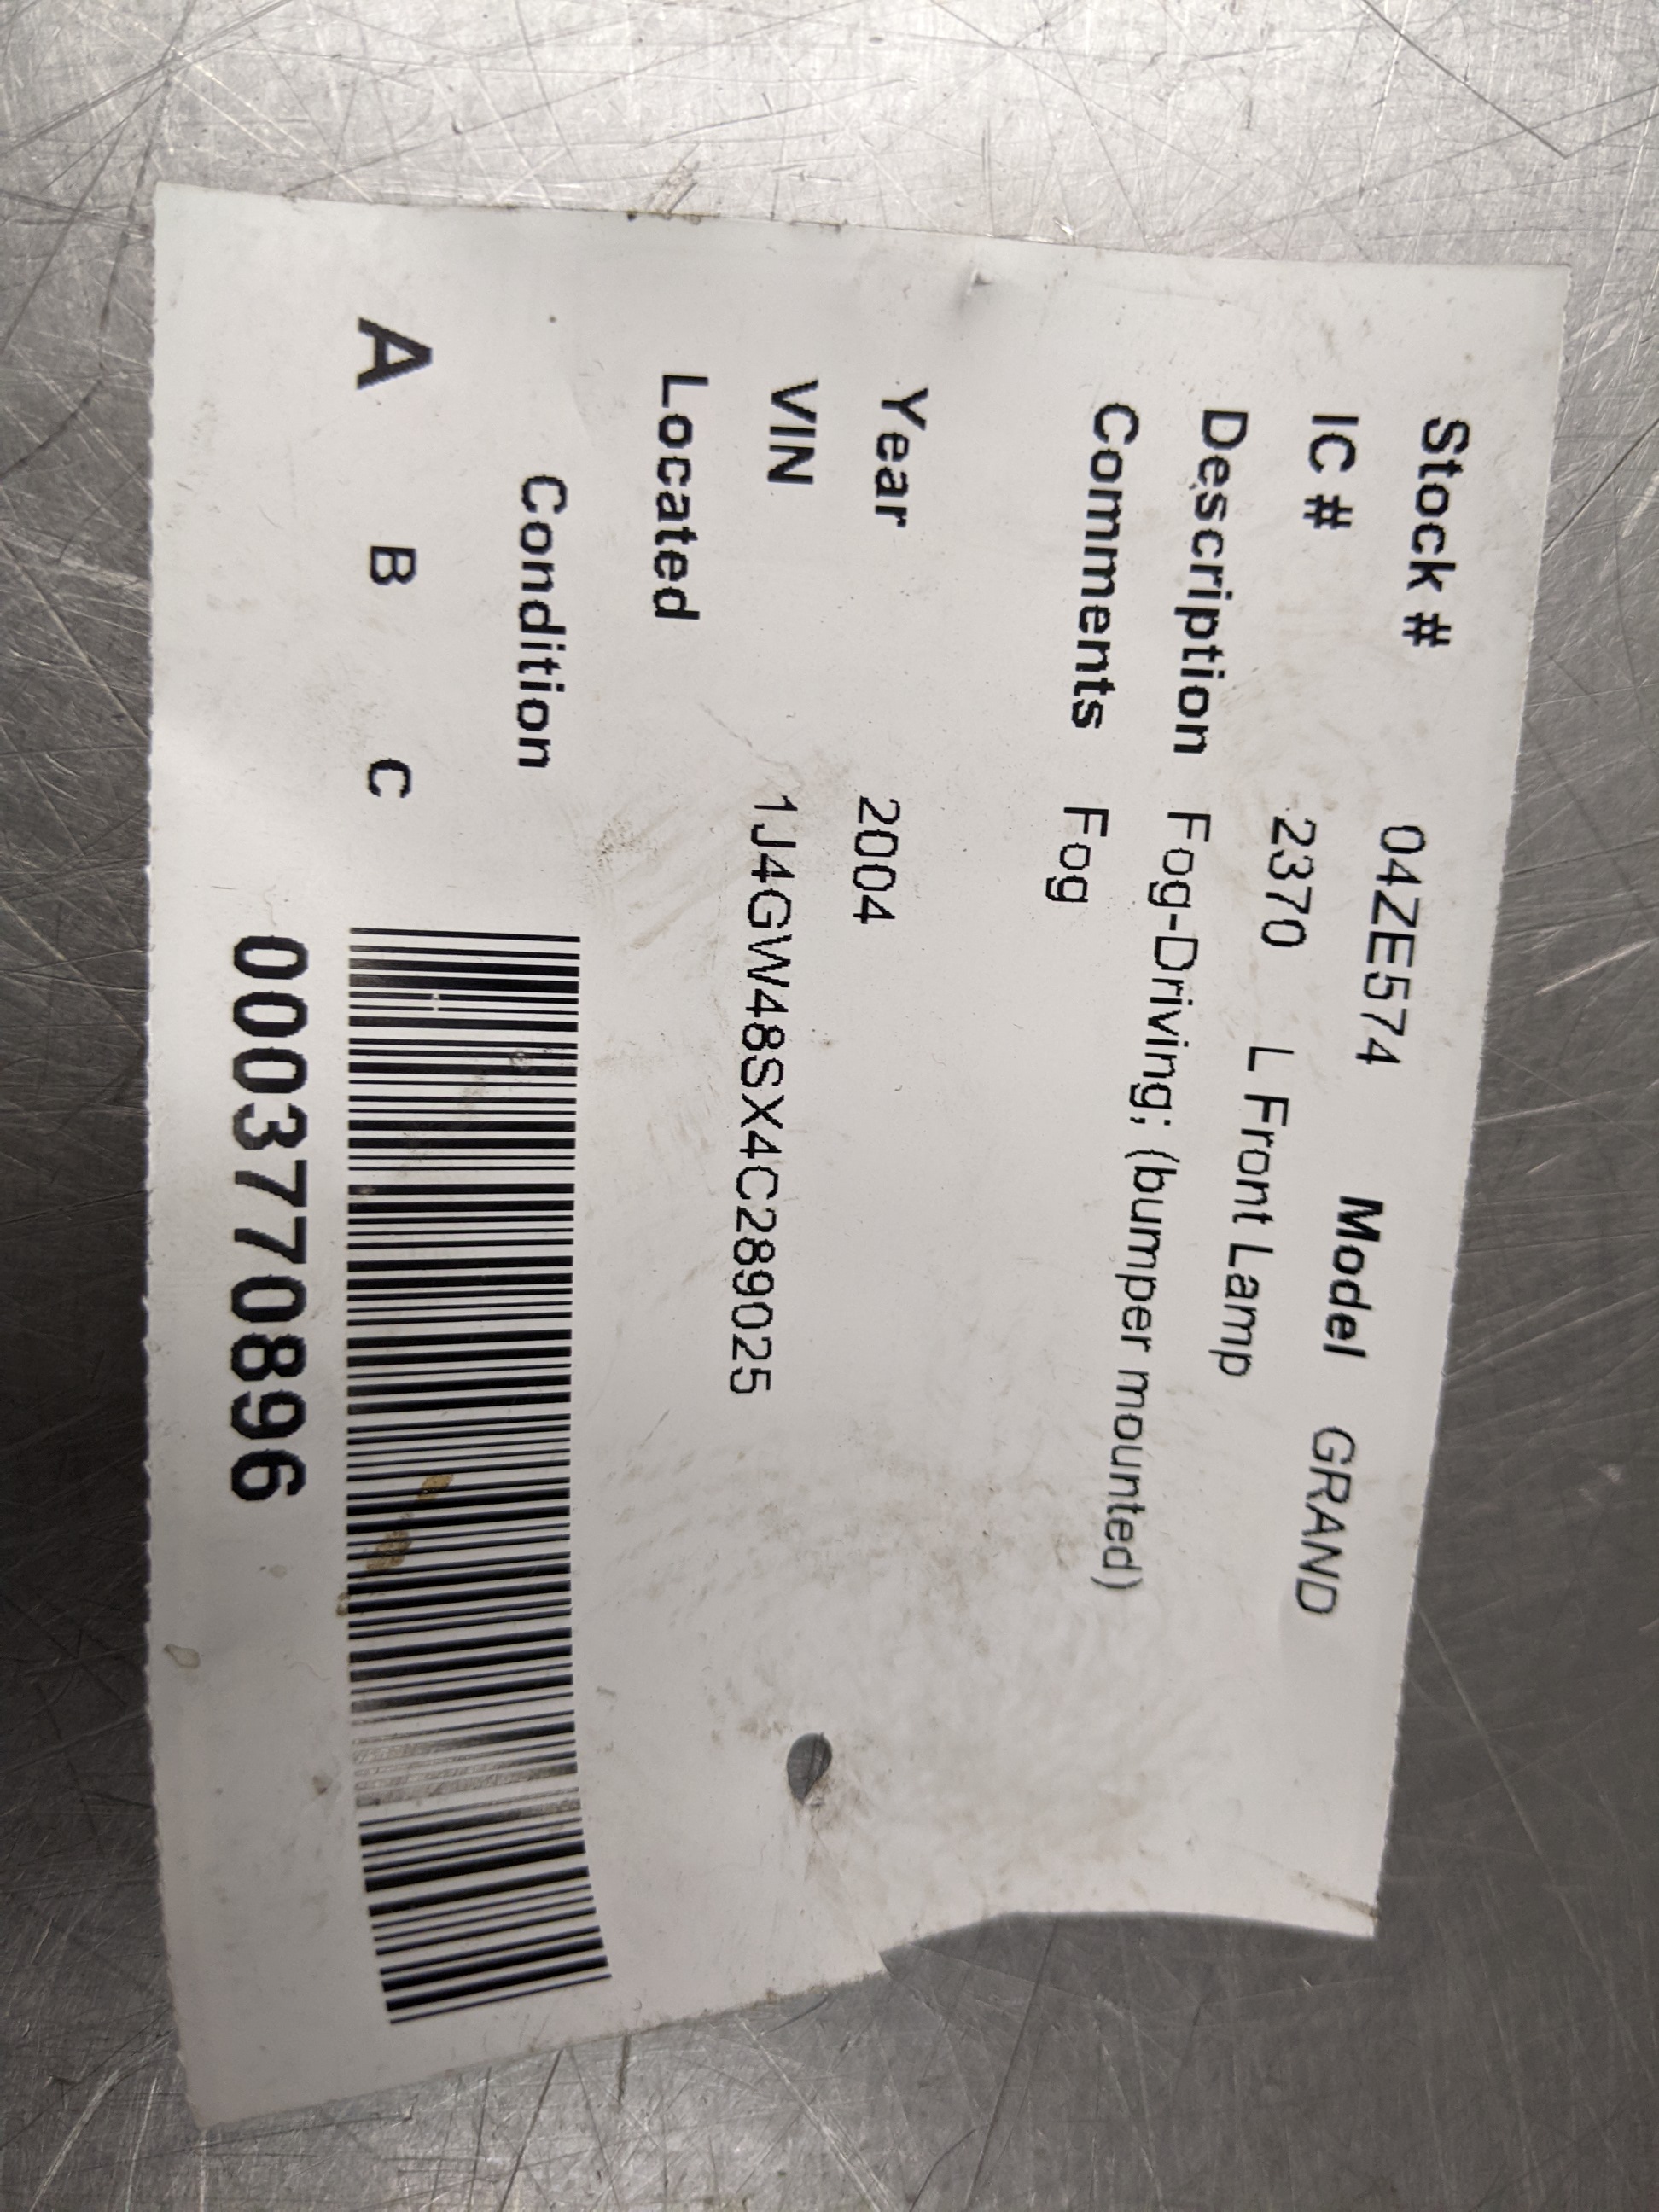 Stock # 04ZE574 Model GRAND
IC # 2370 L Front Lamp
Description Fog-Driving; (bumper mounted)
Comments Fog
Year 2004
VIN 1J4GW48SX4C289025
Located
Condition
A B C
0003770896